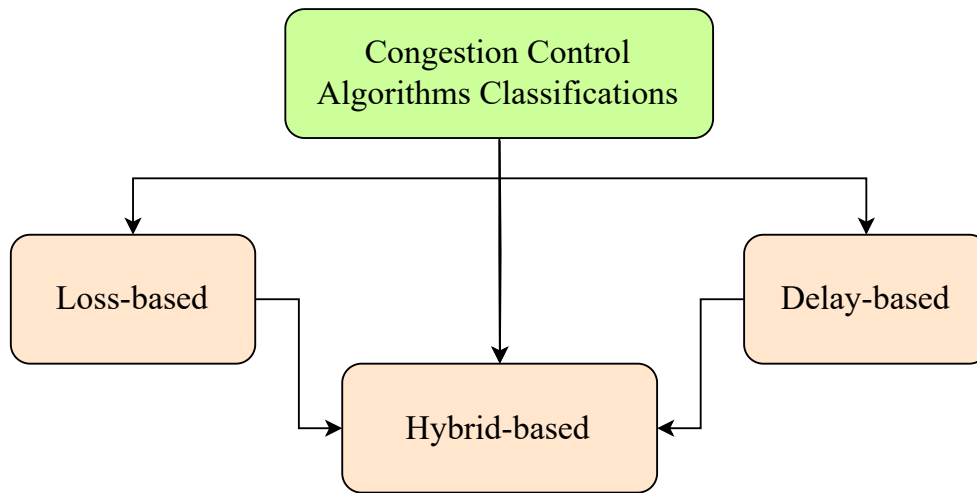 Congestion Control
Algorithms Classifications
Loss-based
Delay-based
Hybrid-based